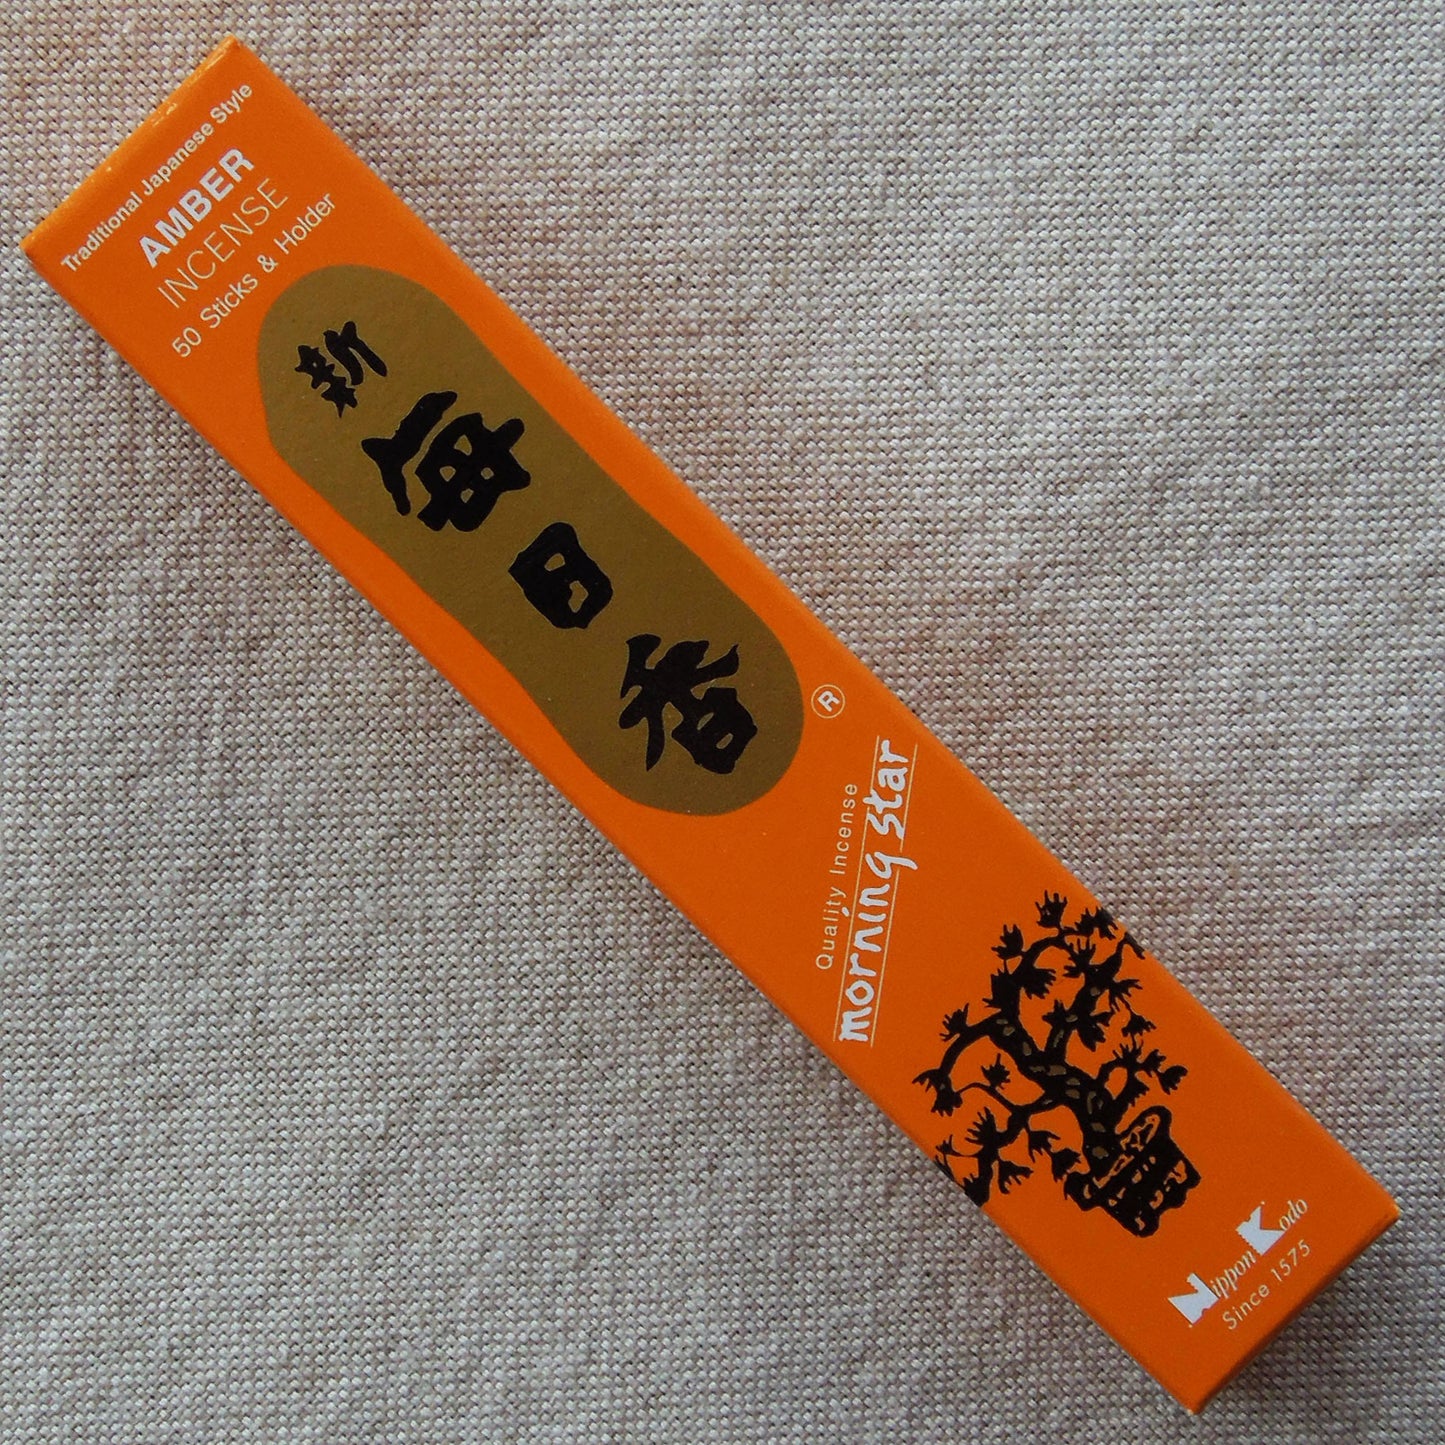 Traditional Japanese Style
AMBER
INCENSE
50 Sticks & Holder
新
毎日香
®
Quality Incense
morning star
Nippon Kodo
Since 1575